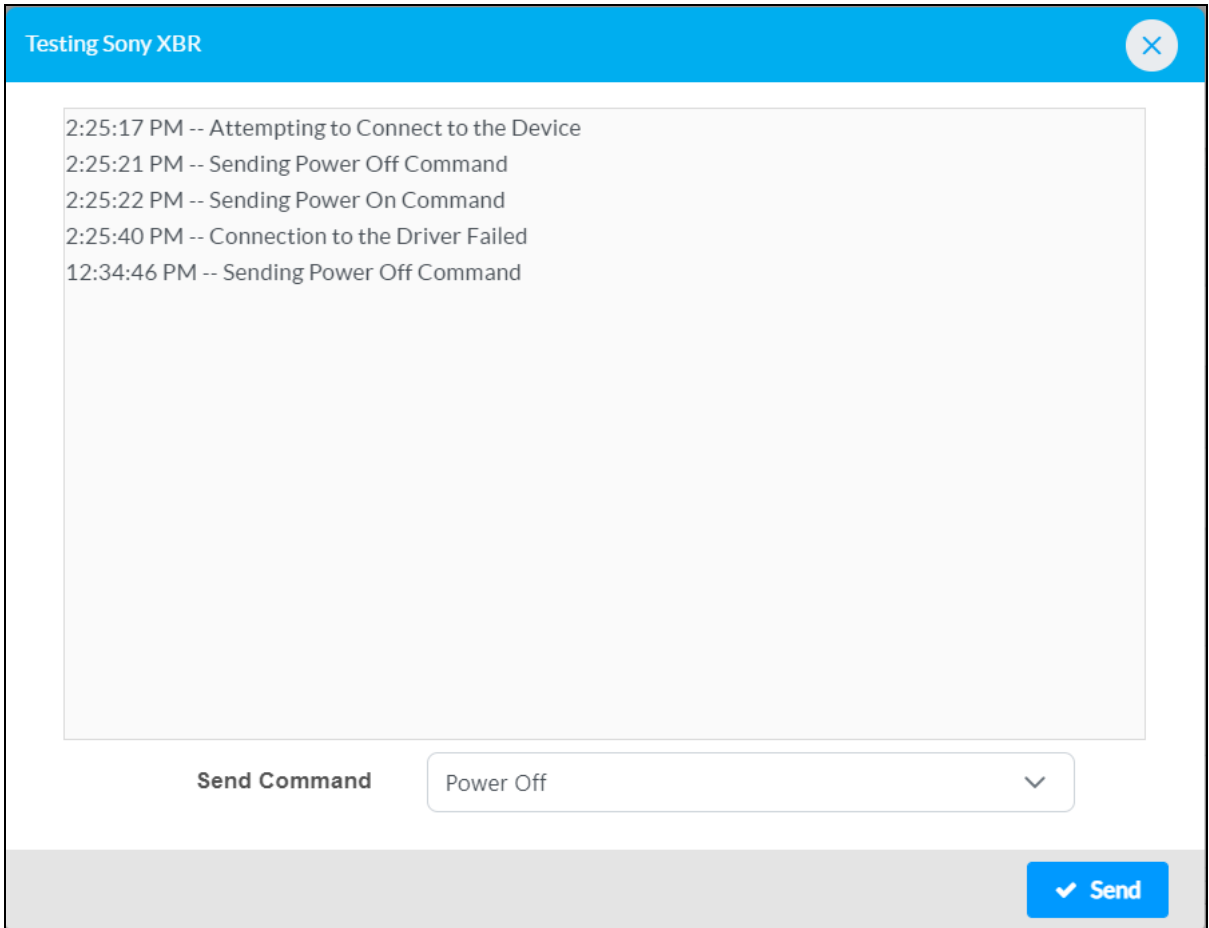 Testing Sony XBR
2:25:17 PM -- Attempting to Connect to the Device
2:25:21 PM -- Sending Power Off Command
2:25:22 PM -- Sending Power On Command
2:25:40 PM -- Connection to the Driver Failed
12:34:46 PM -- Sending Power Off Command
Send Command
Power Off
Send